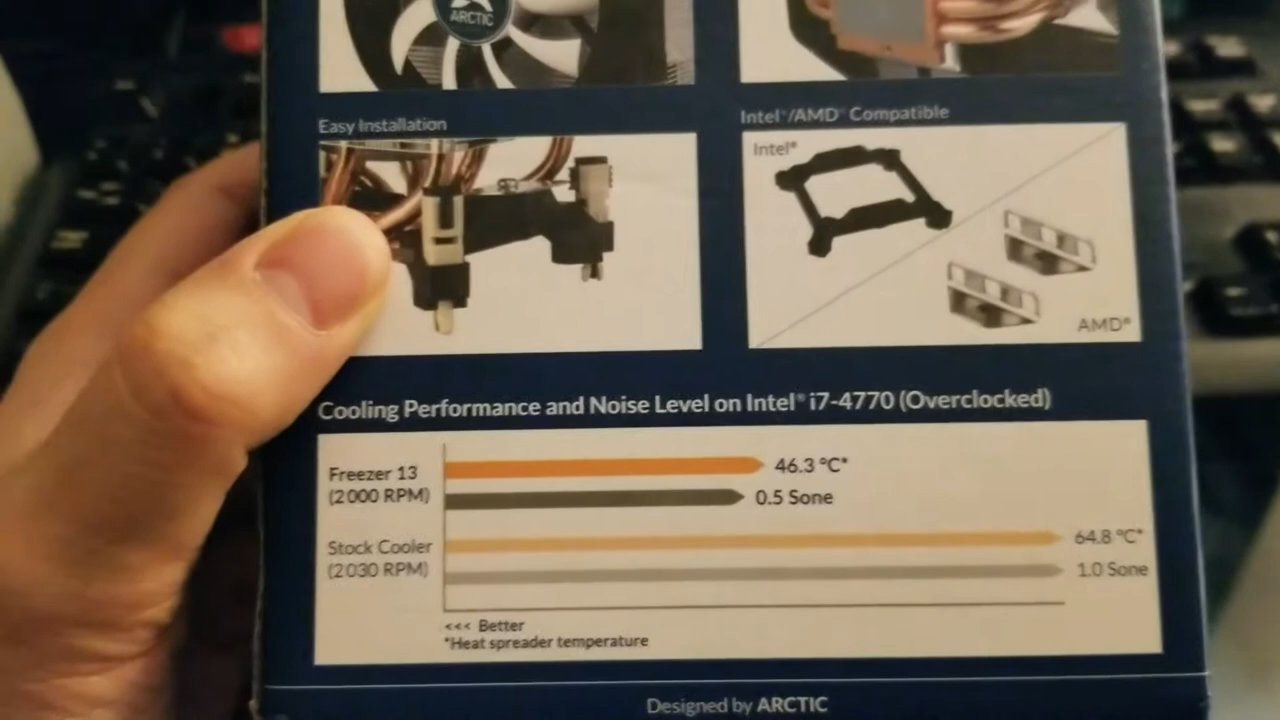 ARCTIC
Easy Installation
Intel®/AMD® Compatible
Intel®
AMD®
Cooling Performance and Noise Level on Intel® i7-4770 (Overclocked)
Freezer 13
(2000 RPM)
46.3 °C*
0.5 Sone
Stock Cooler
(2030 RPM)
64.8 °C*
1.0 Sone
<<< Better
*Heat spreader temperature
Designed by ARCTIC